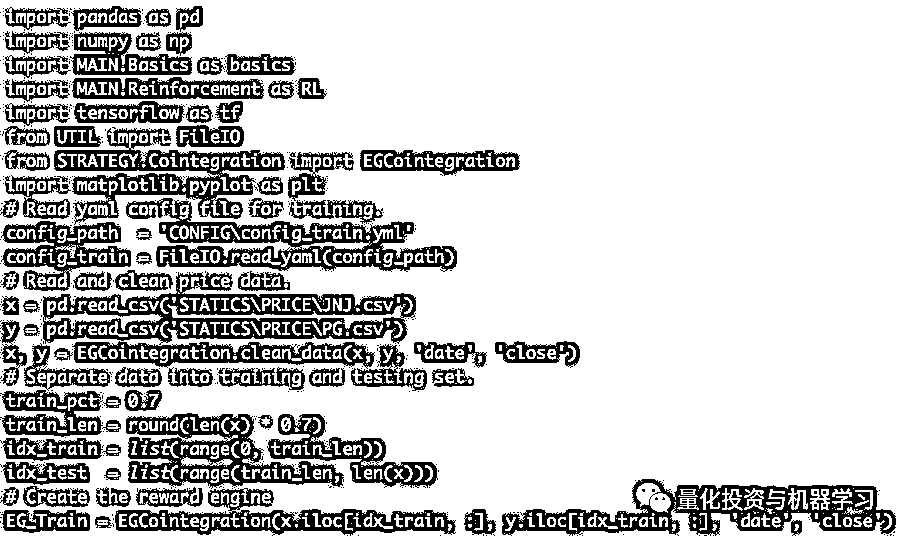 import pandas as pd
import numpy as np
import MAIN.Basics as basics
import MAIN.Reinforcement as RL
import tensorflow as tf
from UTIL import FileIO
from STRATEGY.Cointegration import EGCointegration
import matplotlib.pyplot as plt
# Read yaml config file for training.
config_path  = 'CONFIG\config_train.yml'
config_train = FileIO.read_yaml(config_path)
# Read and clean price data.
x = pd.read_csv('STATICS\PRICE\JNJ.csv')
y = pd.read_csv('STATICS\PRICE\PG.csv')
x, y = EGCointegration.clean_data(x, y, 'date', 'close')
# Separate data into training and testing set.
train_pct = 0.7
train_len = round(len(x) * 0.7)
idx_train = list(range(0, train_len))
idx_test  = list(range(train_len, len(x)))
# Create the reward engine
量化投资与机器学习
EG_Train = EGCointegration(x.iloc[idx_train, :], y.iloc[idx_train, :], 'date', 'close')